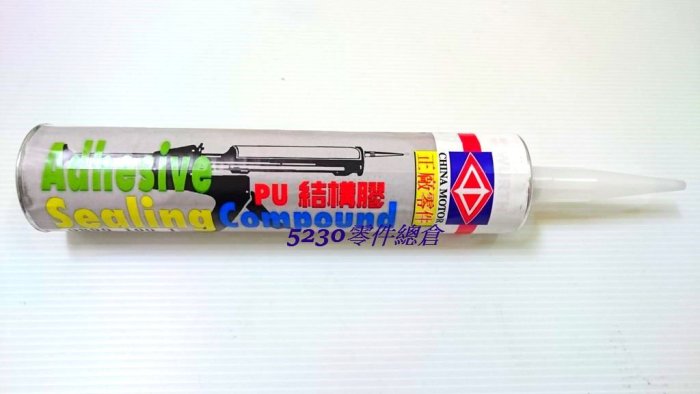 Adhesive
Sealing Compound
PU 結構膠
正廠零件
CHINA MOTOR
5230零件總倉